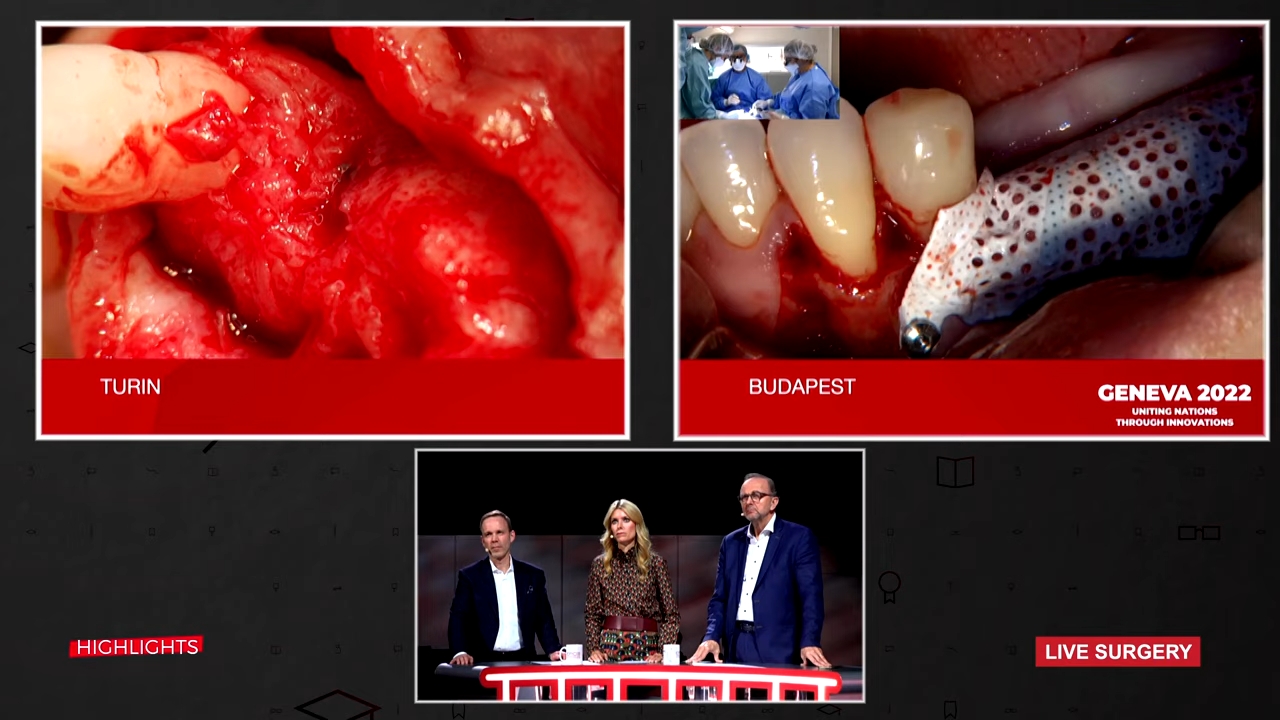 TURIN
BUDAPEST
GENEVA 2022
UNITING NATIONS
THROUGH INNOVATIONS
HIGHLIGHTS
LIVE SURGERY